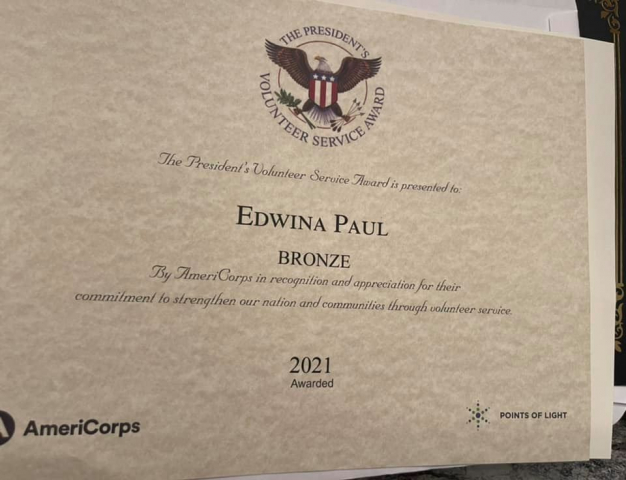 THE PRESIDENT'S
VOLUNTEER SERVICE AWARD
The President's Volunteer Service Award is presented to:
EDWINA PAUL
BRONZE
By AmeriCorps in recognition and appreciation for their
commitment to strengthen our nation and communities through volunteer service.
2021
Awarded
AmeriCorps
POINTS OF LIGHT